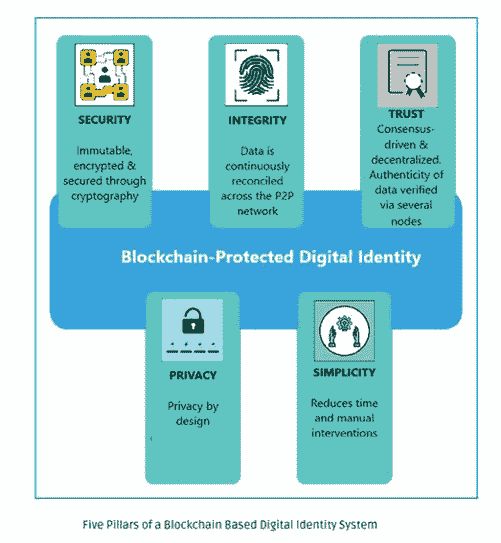 SECURITY
Immutable,
encrypted &
secured through
cryptography
INTEGRITY
Data is
continuously
reconciled
across the P2P
network
TRUST
Consensus-
driven &
decentralized.
Authenticity of
data verified
via several
nodes
Blockchain-Protected Digital Identity
PRIVACY
Privacy by
design
SIMPLICITY
Reduces time
and manual
interventions
Five Pillars of a Blockchain Based Digital Identity System